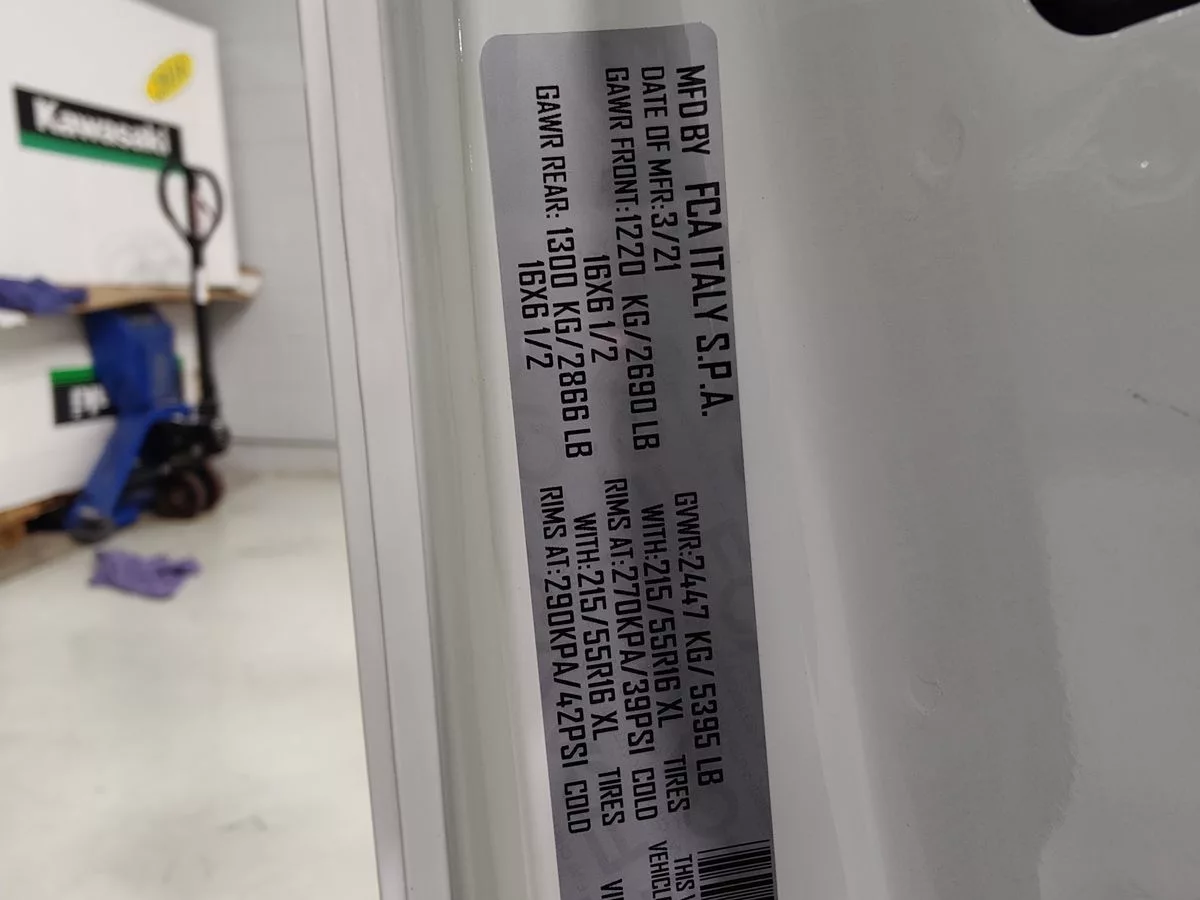 MFD BY FCA ITALY S.P.A.
DATE OF MFR:3/21 GVWR:2447 KG/ 5395 LB
GAWR FRONT:1220 KG/2690 LB WITH:215/55R16 XL TIRES
16X6 1/2 RIMS AT:270KPA/39PSI COLD
GAWR REAR: 1300 KG/2866 LB WITH:215/55R16 XL TIRES
16X6 1/2 RIMS AT:290KPA/42PSI COLD
THIS
Kawasaki